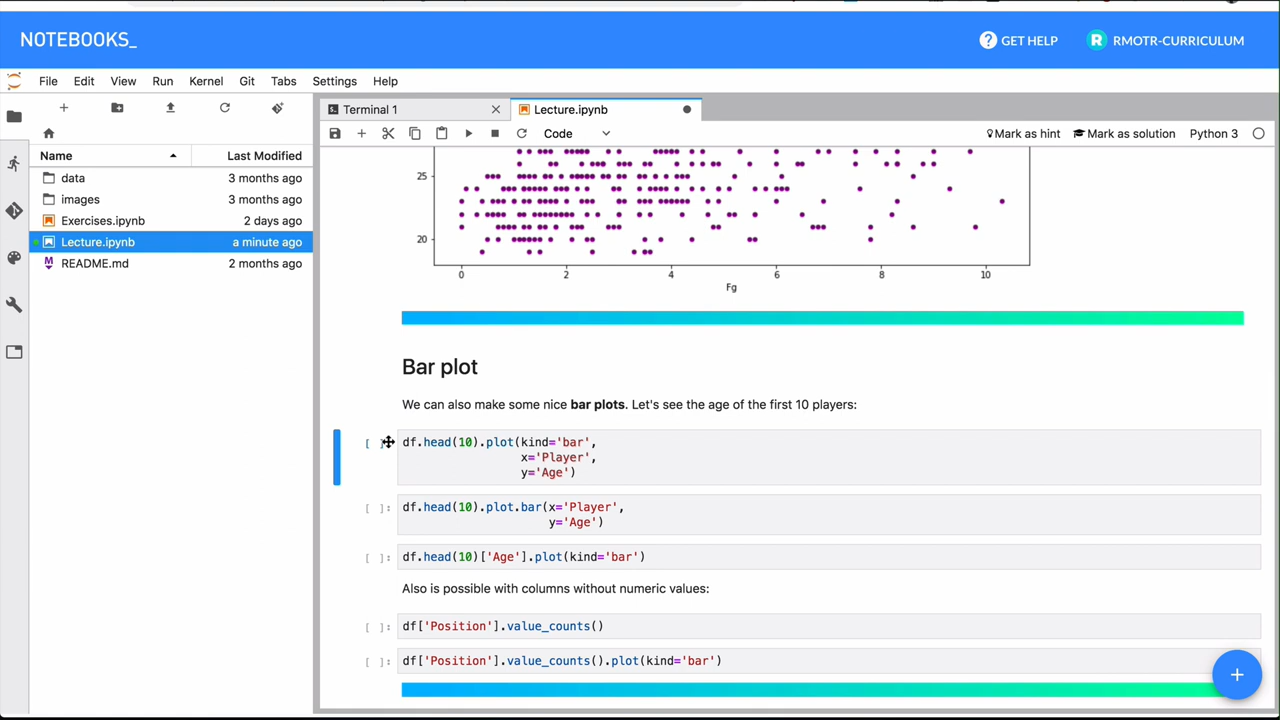 NOTEBOOKS_
? GET HELP
R RMOTR-CURRICULUM
File Edit View Run Kernel Git Tabs Settings Help
Terminal 1
Lecture.ipynb
Code
Mark as hint
Mark as solution
Python 3
Name Last Modified
data 3 months ago
images 3 months ago
Exercises.ipynb 2 days ago
Lecture.ipynb a minute ago
README.md 2 months ago
25
20
0 2 4 6 8 10
Fg
Bar plot
We can also make some nice bar plots. Let's see the age of the first 10 players:
[ ] df.head(10).plot(kind='bar',
x='Player',
y='Age')
[ ]: df.head(10).plot.bar(x='Player',
y='Age')
[ ]: df.head(10)['Age'].plot(kind='bar')
Also is possible with columns without numeric values:
[ ]: df['Position'].value_counts()
[ ]: df['Position'].value_counts().plot(kind='bar')